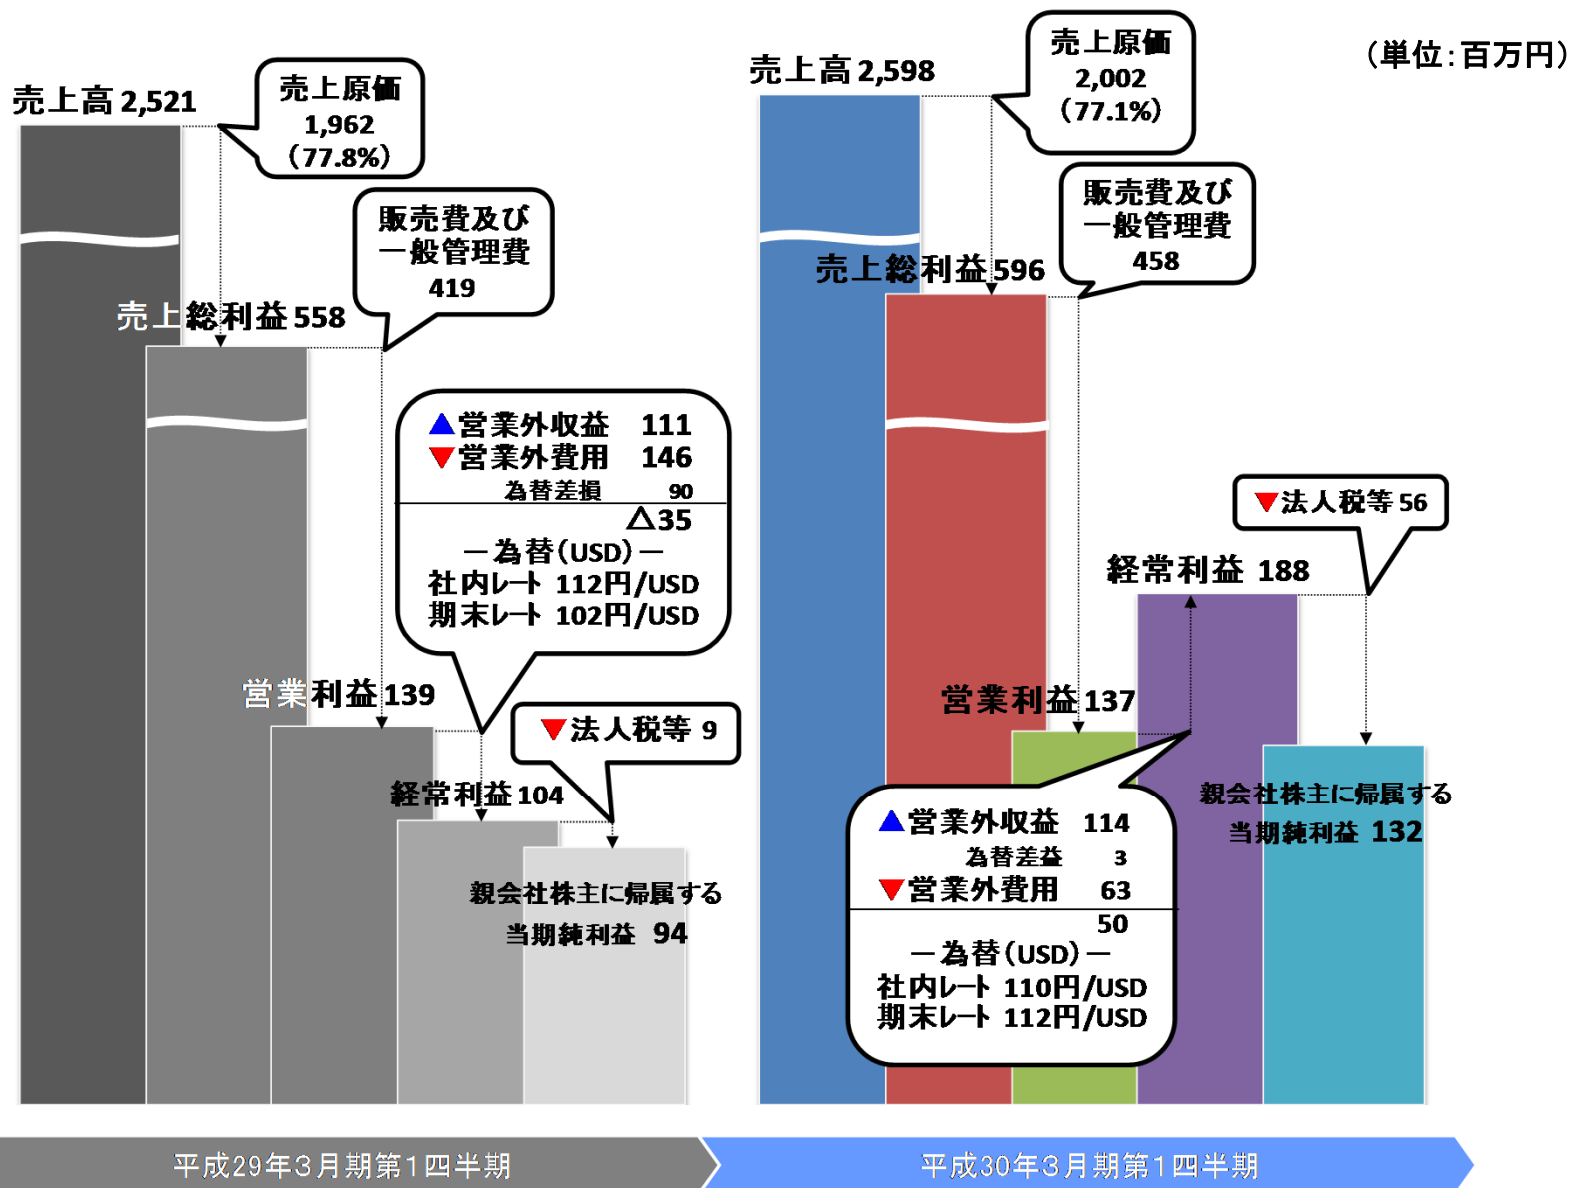 (単位:百万円)
売上高 2,521
売上原価
1,962
(77.8%)
販売費及び
一般管理費
419
売上総利益 558
▲営業外収益 111
▼営業外費用 146
為替差損 90
△35
－為替(USD)－
社内レート 112円/USD
期末レート 102円/USD
営業利益 139
▼法人税等 9
経常利益 104
親会社株主に帰属する
当期純利益 94
平成29年3月期第1四半期
売上高 2,598
売上原価
2,002
(77.1%)
販売費及び
一般管理費
458
売上総利益 596
▼法人税等 56
経常利益 188
営業利益 137
▲営業外収益 114
為替差益 3
▼営業外費用 63
50
－為替(USD)－
社内レート 110円/USD
期末レート 112円/USD
親会社株主に帰属する
当期純利益 132
平成30年3月期第1四半期